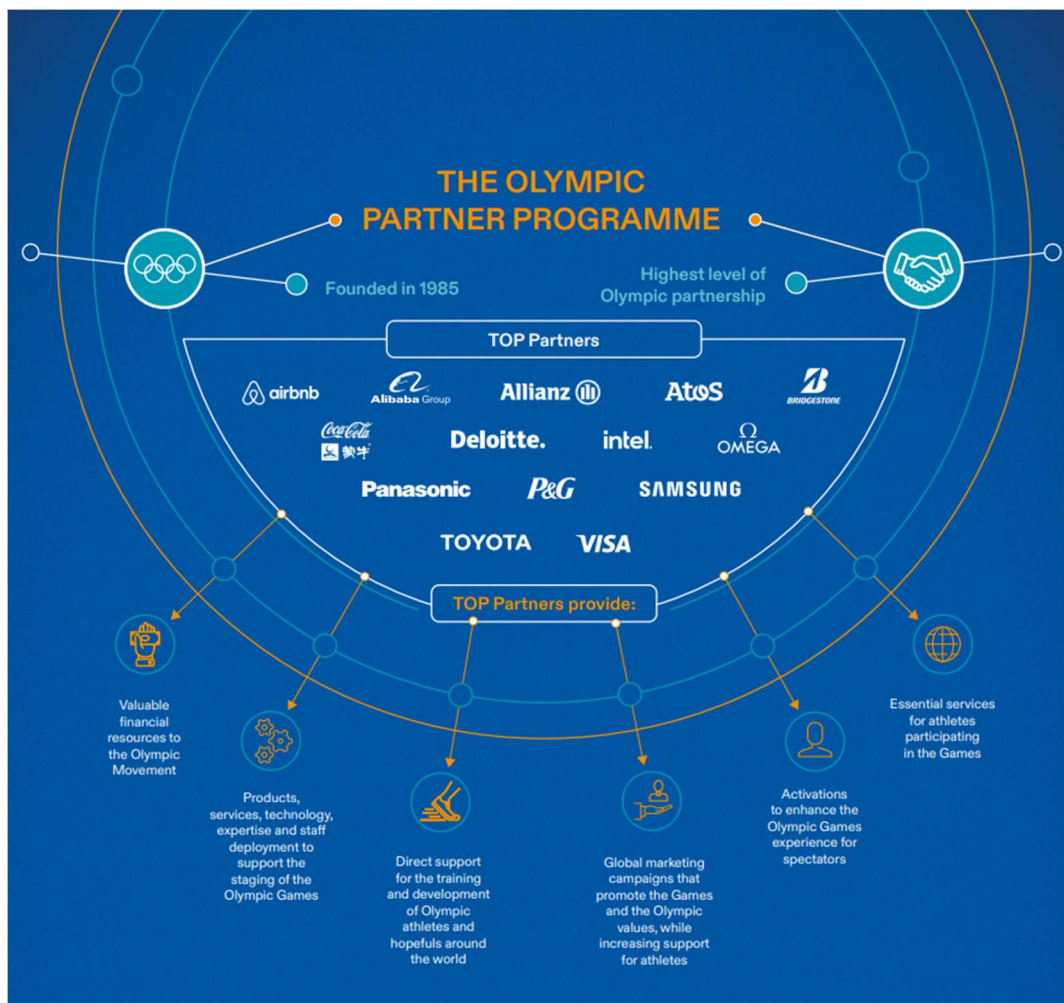 THE OLYMPIC
PARTNER PROGRAMME
Founded in 1985
Highest level of
Olympic partnership
TOP Partners
airbnb
Alibaba Group
Allianz
Atos
BRIDGESTONE
Coca-Cola
蒙牛
Deloitte.
intel.
Ω
OMEGA
Panasonic
P&G
SAMSUNG
TOYOTA
VISA
TOP Partners provide:
Valuable
financial
resources to
the Olympic
Movement
Products,
services, technology,
expertise and staff
deployment to
support the
staging of the
Olympic Games
Direct support
for the training
and development
of Olympic
athletes and
hopefuls around
the world
Global marketing
campaigns that
promote the Games
and the Olympic
values, while
increasing support
for athletes
Activations
to enhance the
Olympic Games
experience for
spectators
Essential services
for athletes
participating
in the Games